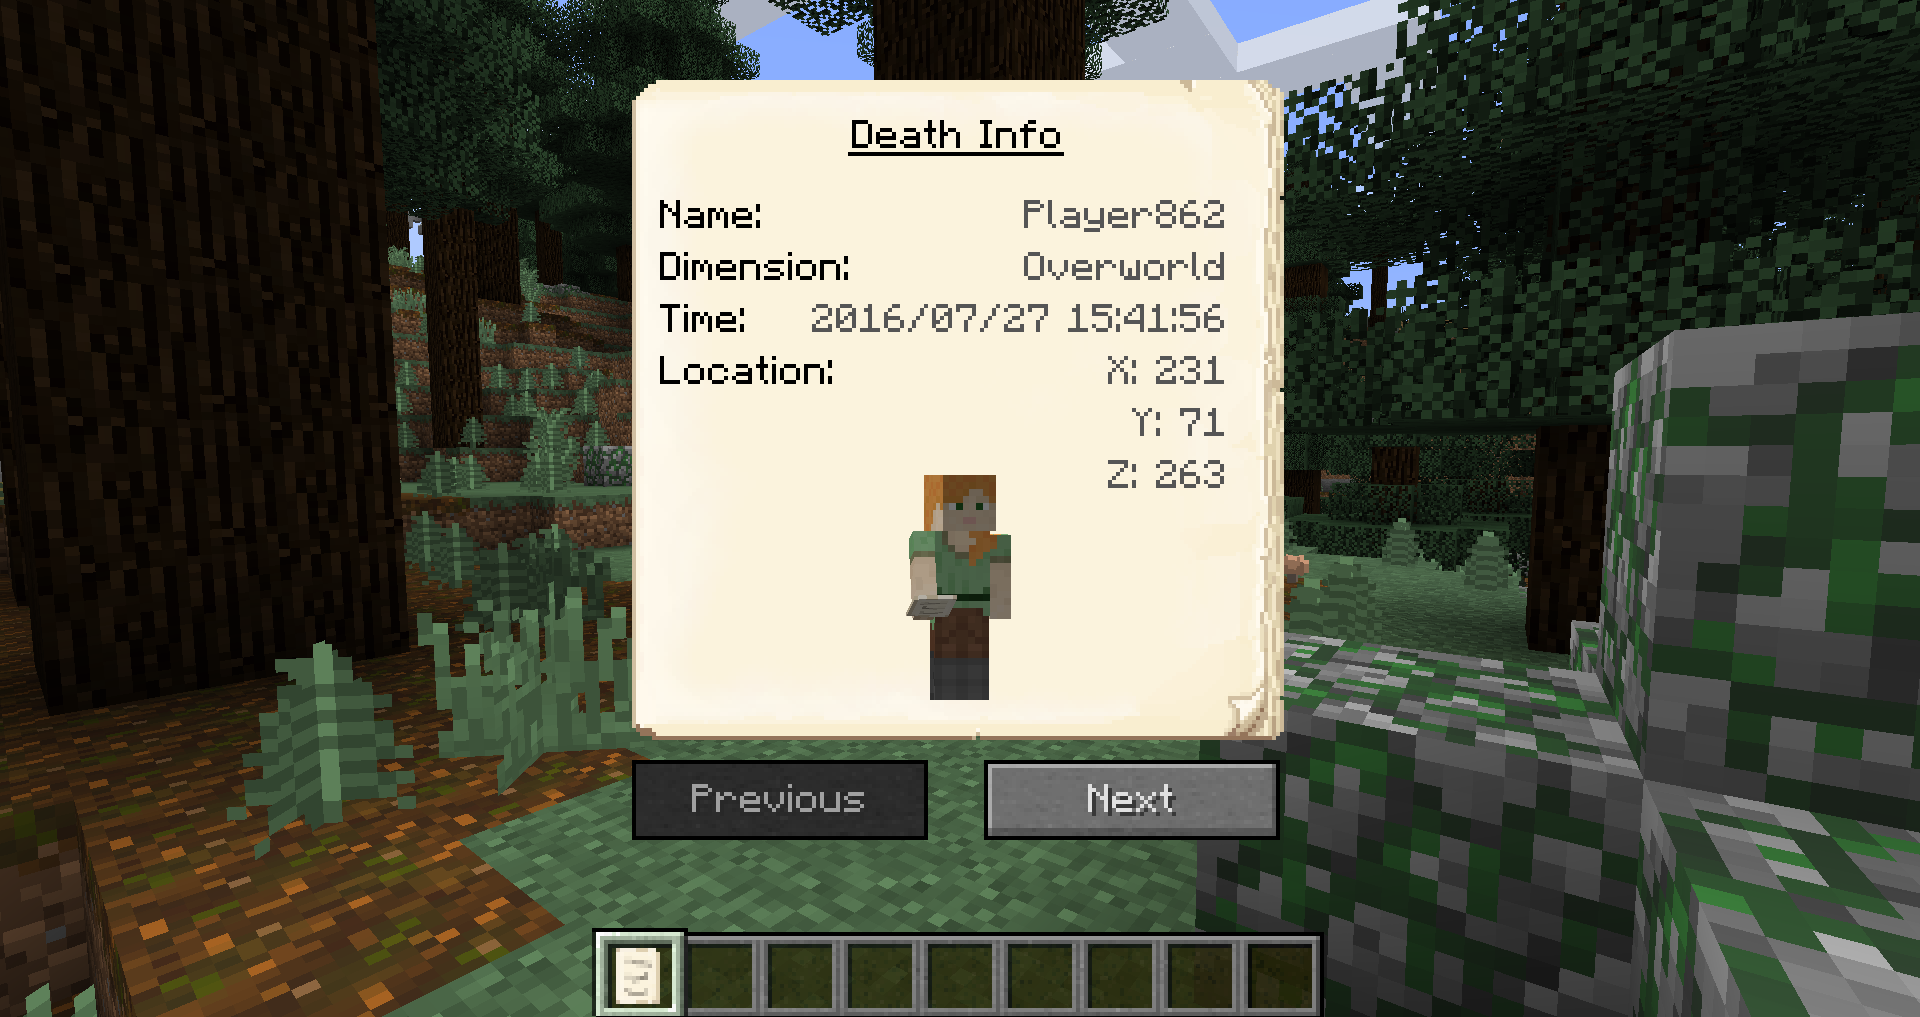 Death Info
Name: Player862
Dimension: Overworld
Time: 2016/07/27 15:41:56
Location: X: 231
Y: 71
Z: 263
Previous Next